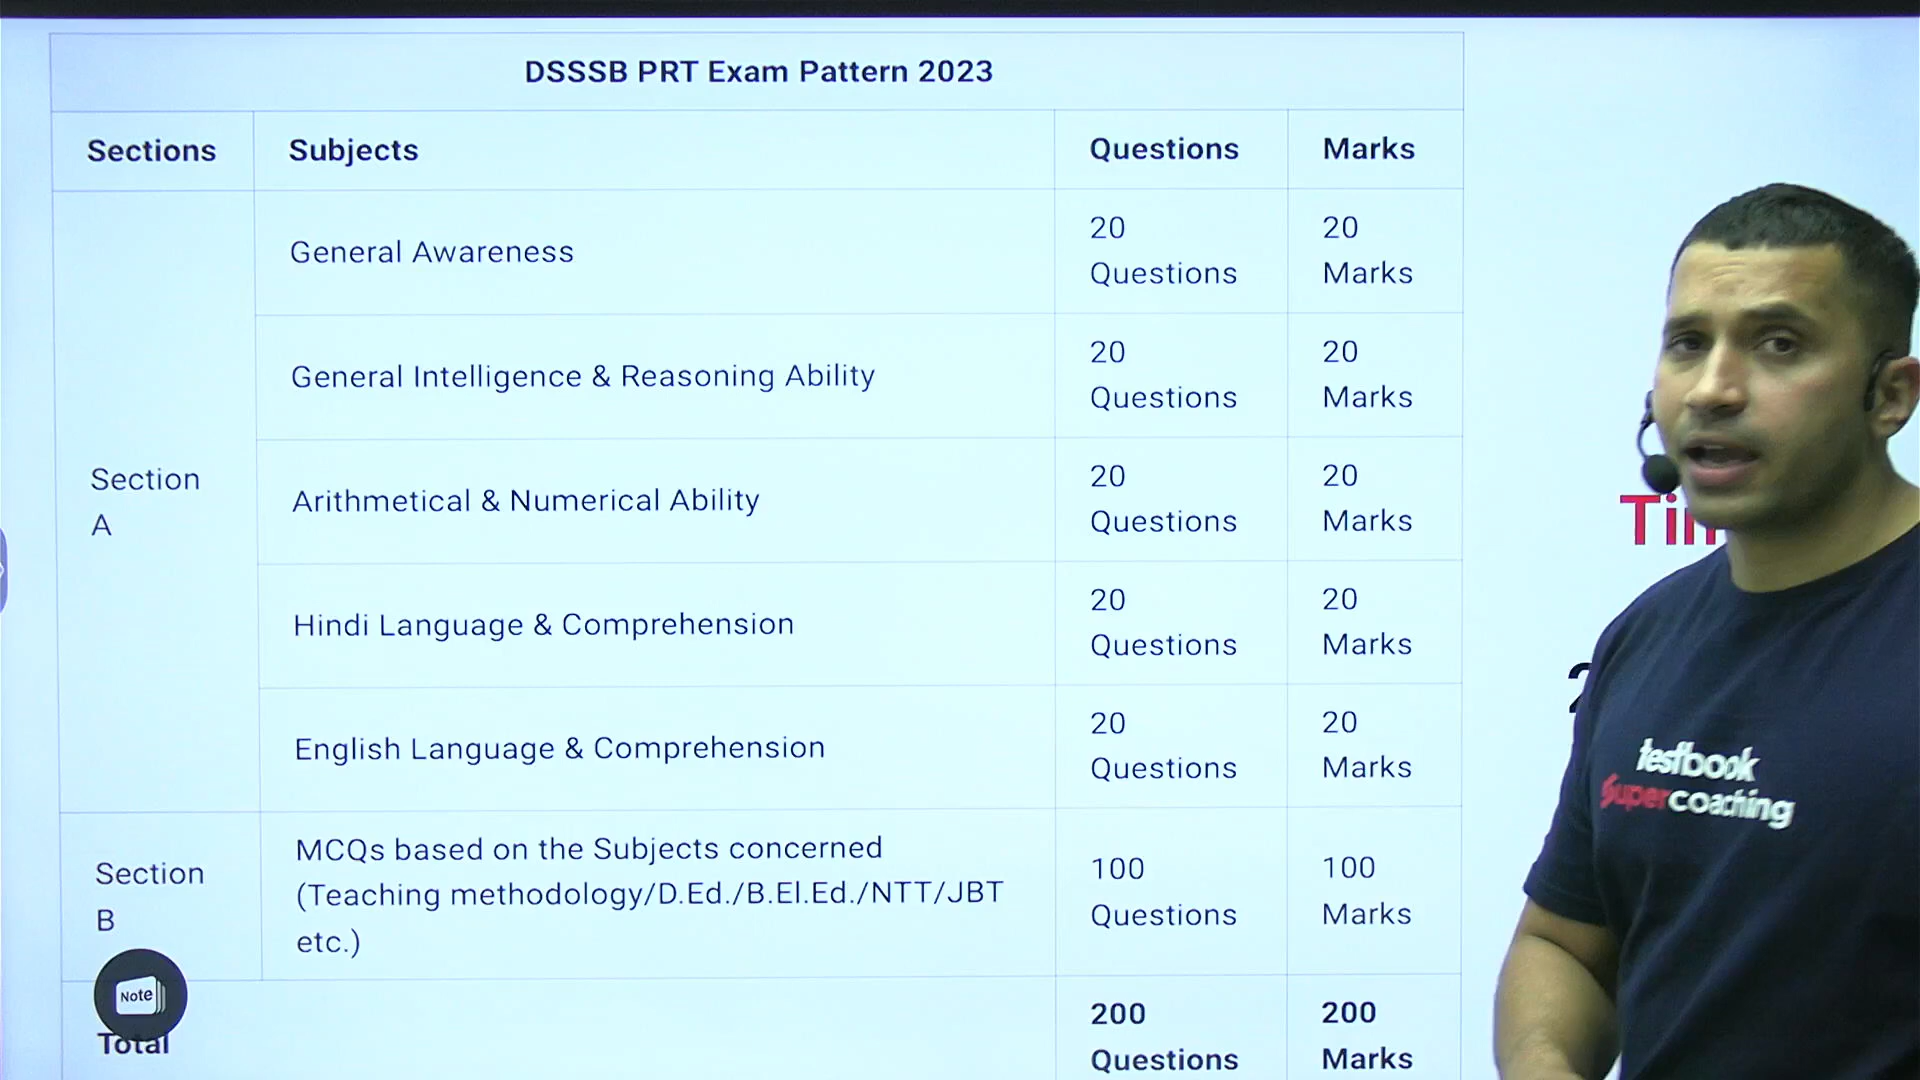 DSSSB PRT Exam Pattern 2023
Sections
Subjects
Questions
Marks
Section
A
General Awareness
20
Questions
20
Marks
General Intelligence & Reasoning Ability
20
Questions
20
Marks
Arithmetical & Numerical Ability
20
Questions
20
Marks
Hindi Language & Comprehension
20
Questions
20
Marks
English Language & Comprehension
20
Questions
20
Marks
Section
B
MCQs based on the Subjects concerned
(Teaching methodology/D.Ed./B.El.Ed./NTT/JBT
etc.)
100
Questions
100
Marks
Total
200
Questions
200
Marks
Note
testbook
supercoaching